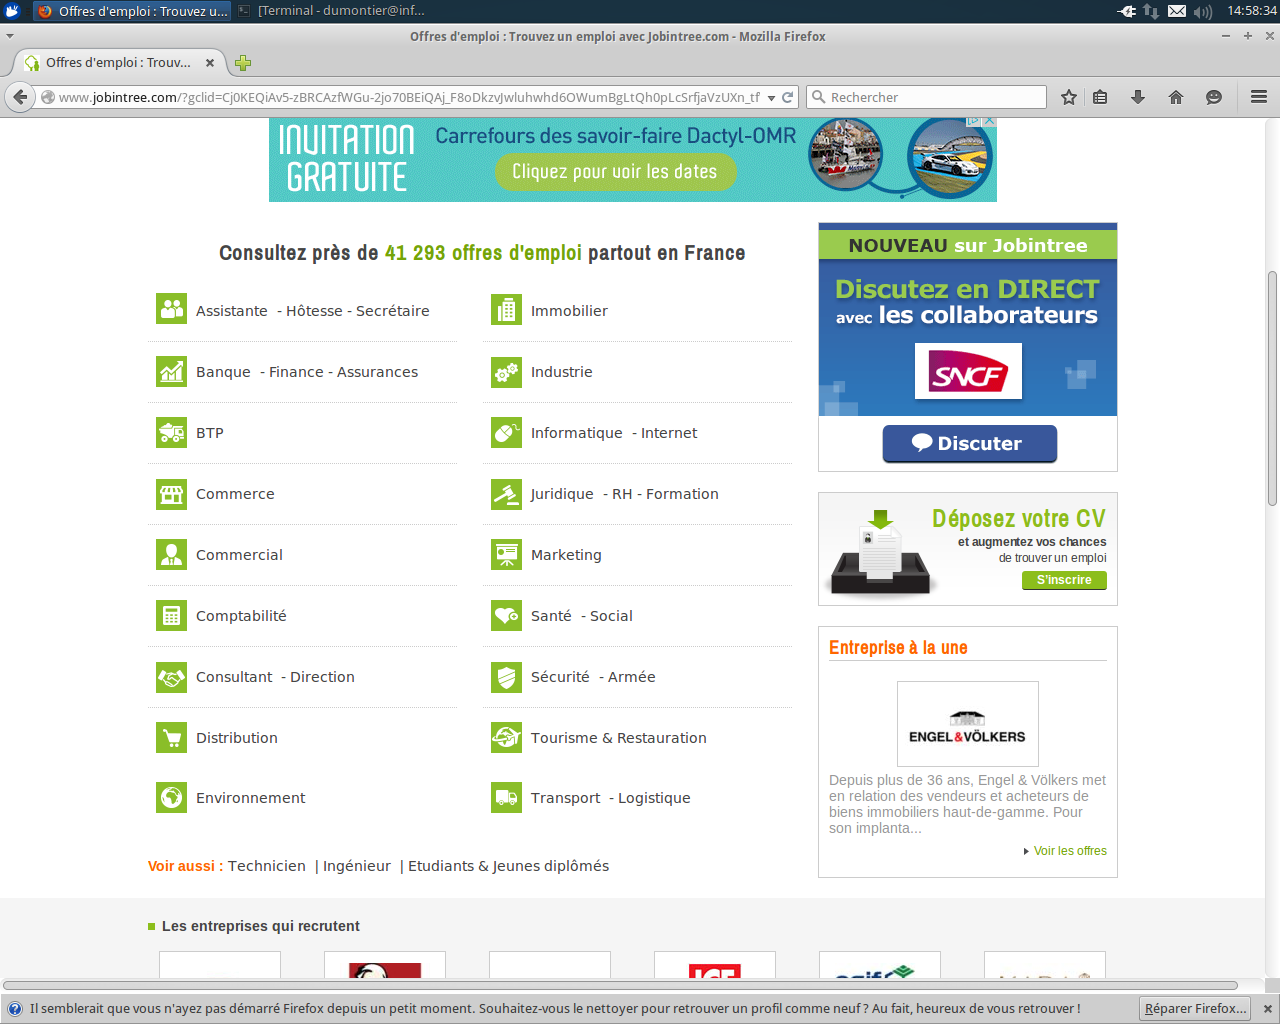 Offres d'emploi : Trouvez u...
[Terminal - dumontier@inf...
14:58:34
Offres d'emploi : Trouvez un emploi avec Jobintree.com - Mozilla Firefox
Offres d'emploi : Trouv...
www.jobintree.com/?gclid=Cj0KEQiAv5-zBRCAzfWGu-2jo70BEiQAj_F8oDkzvJwluhwhd6OWumBgLtQh0pLcSrfjaVzUXn_tf
Rechercher
INVITATION
GRATUITE
Carrefours des savoir-faire Dactyl-OMR
Cliquez pour voir les dates
Consultez près de 41 293 offres d'emploi partout en France
Assistante - Hôtesse - Secrétaire
Immobilier
Banque - Finance - Assurances
Industrie
BTP
Informatique - Internet
Commerce
Juridique - RH - Formation
Commercial
Marketing
Comptabilité
Santé - Social
Consultant - Direction
Sécurité - Armée
Distribution
Tourisme & Restauration
Environnement
Transport - Logistique
Voir aussi : Technicien | Ingénieur | Etudiants & Jeunes diplômés
NOUVEAU sur Jobintree
Discutez en DIRECT
avec les collaborateurs
SNCF
Discuter
Déposez votre CV
et augmentez vos chances
de trouver un emploi
S'inscrire
Entreprise à la une
ENGEL&VÖLKERS
Depuis plus de 36 ans, Engel & Völkers met
en relation des vendeurs et acheteurs de
biens immobiliers haut-de-gamme. Pour
son implanta...
Voir les offres
Les entreprises qui recrutent
Il semblerait que vous n'ayez pas démarré Firefox depuis un petit moment. Souhaitez-vous le nettoyer pour retrouver un profil comme neuf ? Au fait, heureux de vous retrouver !
Réparer Firefox...